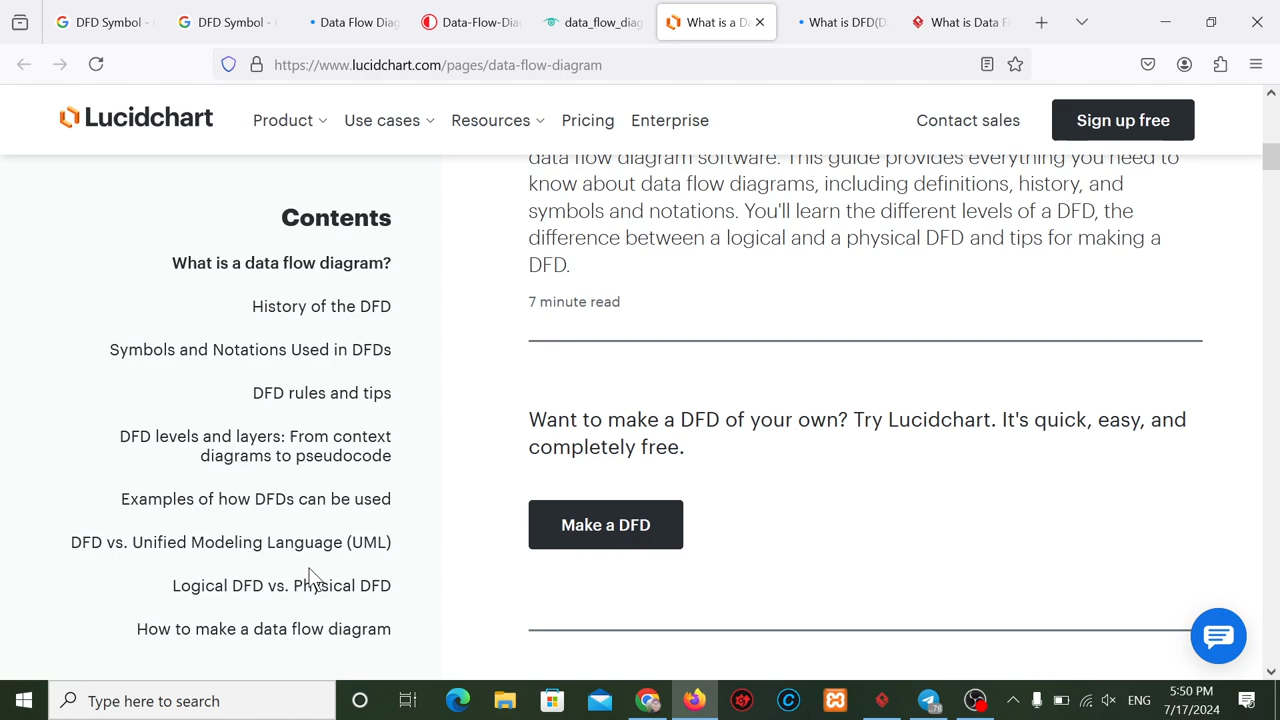 DFD Symbol -
DFD Symbol -
Data Flow Dia
Data-Flow-Dia
data_flow_diag
What is a Da
What is DFD(D
What is Data Fl
https://www.lucidchart.com/pages/data-flow-diagram
Lucidchart
Product
Use cases
Resources
Pricing
Enterprise
Contact sales
Sign up free
Contents
What is a data flow diagram?
History of the DFD
Symbols and Notations Used in DFDs
DFD rules and tips
DFD levels and layers: From context
diagrams to pseudocode
Examples of how DFDs can be used
DFD vs. Unified Modeling Language (UML)
Logical DFD vs. Physical DFD
How to make a data flow diagram
data flow diagram software. This guide provides everything you need to
know about data flow diagrams, including definitions, history, and
symbols and notations. You'll learn the different levels of a DFD, the
difference between a logical and a physical DFD and tips for making a
DFD.
7 minute read
Want to make a DFD of your own? Try Lucidchart. It's quick, easy, and
completely free.
Make a DFD
Type here to search
79
ENG
5:50 PM
7/17/2024